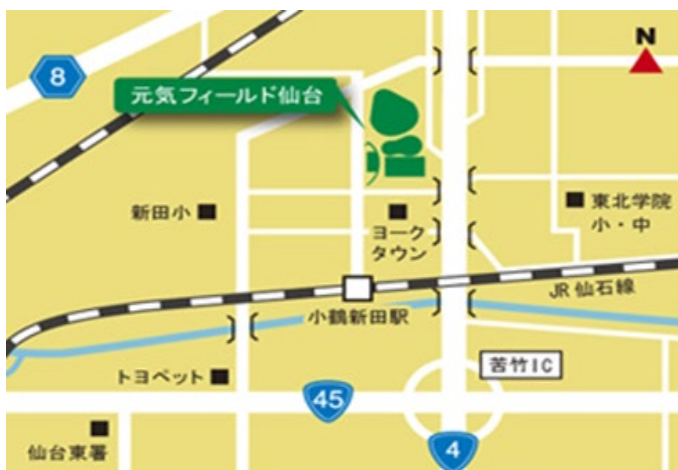 N
8
元気フィールド仙台
新田小
ヨーク
タウン
東北学院
小・中
JR 仙石線
小鶴新田駅
トヨペット
苦竹IC
45
4
仙台東署